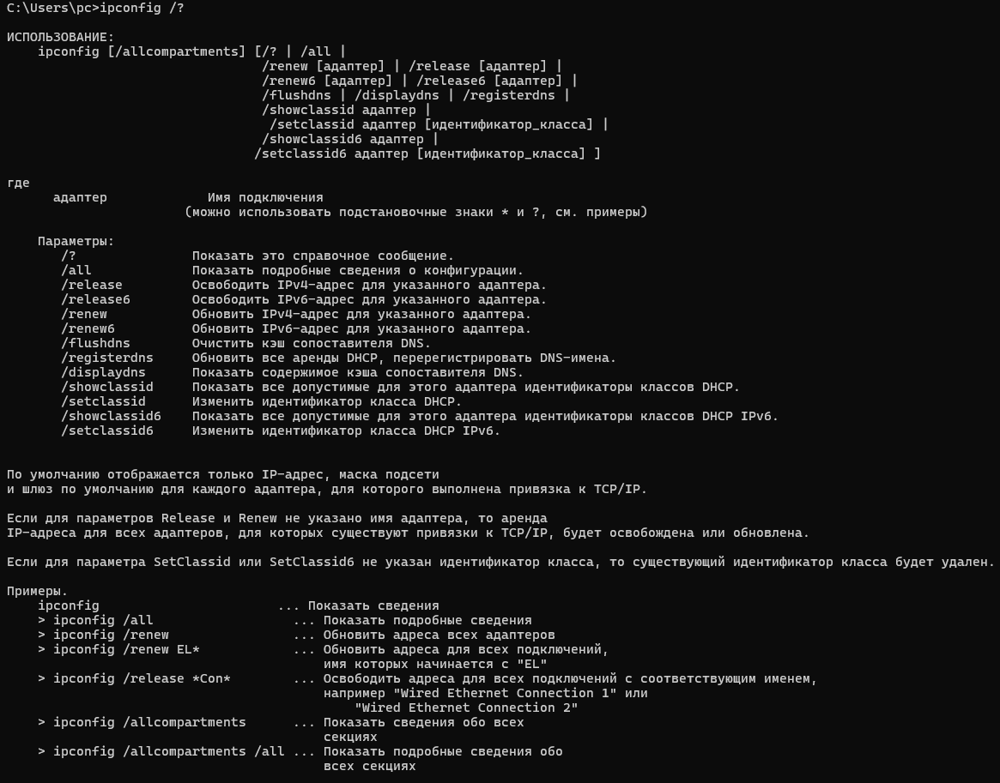 C:\Users\pc>ipconfig /?
ИСПОЛЬЗОВАНИЕ:
ipconfig [/allcompartments] [/? | /all |
/renew [адаптер] | /release [адаптер] |
/renew6 [адаптер] | /release6 [адаптер] |
/flushdns | /displaydns | /registerdns |
/showclassid адаптер |
/setclassid адаптер [идентификатор_класса] |
/showclassid6 адаптер |
/setclassid6 адаптер [идентификатор_класса] ]
где
адаптер Имя подключения
(можно использовать подстановочные знаки * и ?, см. примеры)
Параметры:
/? Показать это справочное сообщение.
/all Показать подробные сведения о конфигурации.
/release Освободить IPv4-адрес для указанного адаптера.
/release6 Освободить IPv6-адрес для указанного адаптера.
/renew Обновить IPv4-адрес для указанного адаптера.
/renew6 Обновить IPv6-адрес для указанного адаптера.
/flushdns Очистить кэш сопоставителя DNS.
/registerdns Обновить все аренды DHCP, перерегистрировать DNS-имена.
/displaydns Показать содержимое кэша сопоставителя DNS.
/showclassid Показать все допустимые для этого адаптера идентификаторы классов DHCP.
/setclassid Изменить идентификатор класса DHCP.
/showclassid6 Показать все допустимые для этого адаптера идентификаторы классов DHCP IPv6.
/setclassid6 Изменить идентификатор класса DHCP IPv6.
По умолчанию отображается только IP-адрес, маска подсети
и шлюз по умолчанию для каждого адаптера, для которого выполнена привязка к TCP/IP.
Если для параметров Release и Renew не указано имя адаптера, то аренда
IP-адреса для всех адаптеров, для которых существуют привязки к TCP/IP, будет освобождена или обновлена.
Если для параметра SetClassid или SetClassid6 не указан идентификатор класса, то существующий идентификатор класса будет удален.
Примеры.
ipconfig ... Показать сведения
> ipconfig /all ... Показать подробные сведения
> ipconfig /renew ... Обновить адреса всех адаптеров
> ipconfig /renew EL* ... Обновить адреса для всех подключений,
имя которых начинается с "EL"
> ipconfig /release *Con* ... Освободить адреса для всех подключений с соответствующим именем,
например "Wired Ethernet Connection 1" или
"Wired Ethernet Connection 2"
> ipconfig /allcompartments ... Показать сведения обо всех
секциях
> ipconfig /allcompartments /all ... Показать подробные сведения обо
всех секциях